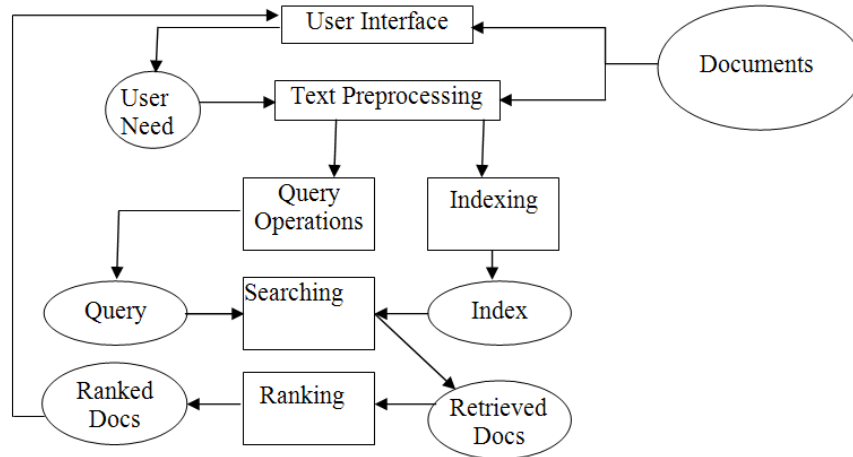 User Interface
Documents
User
Need
Text Preprocessing
Query
Operations
Indexing
Query
Searching
Index
Ranked
Docs
Ranking
Retrieved
Docs